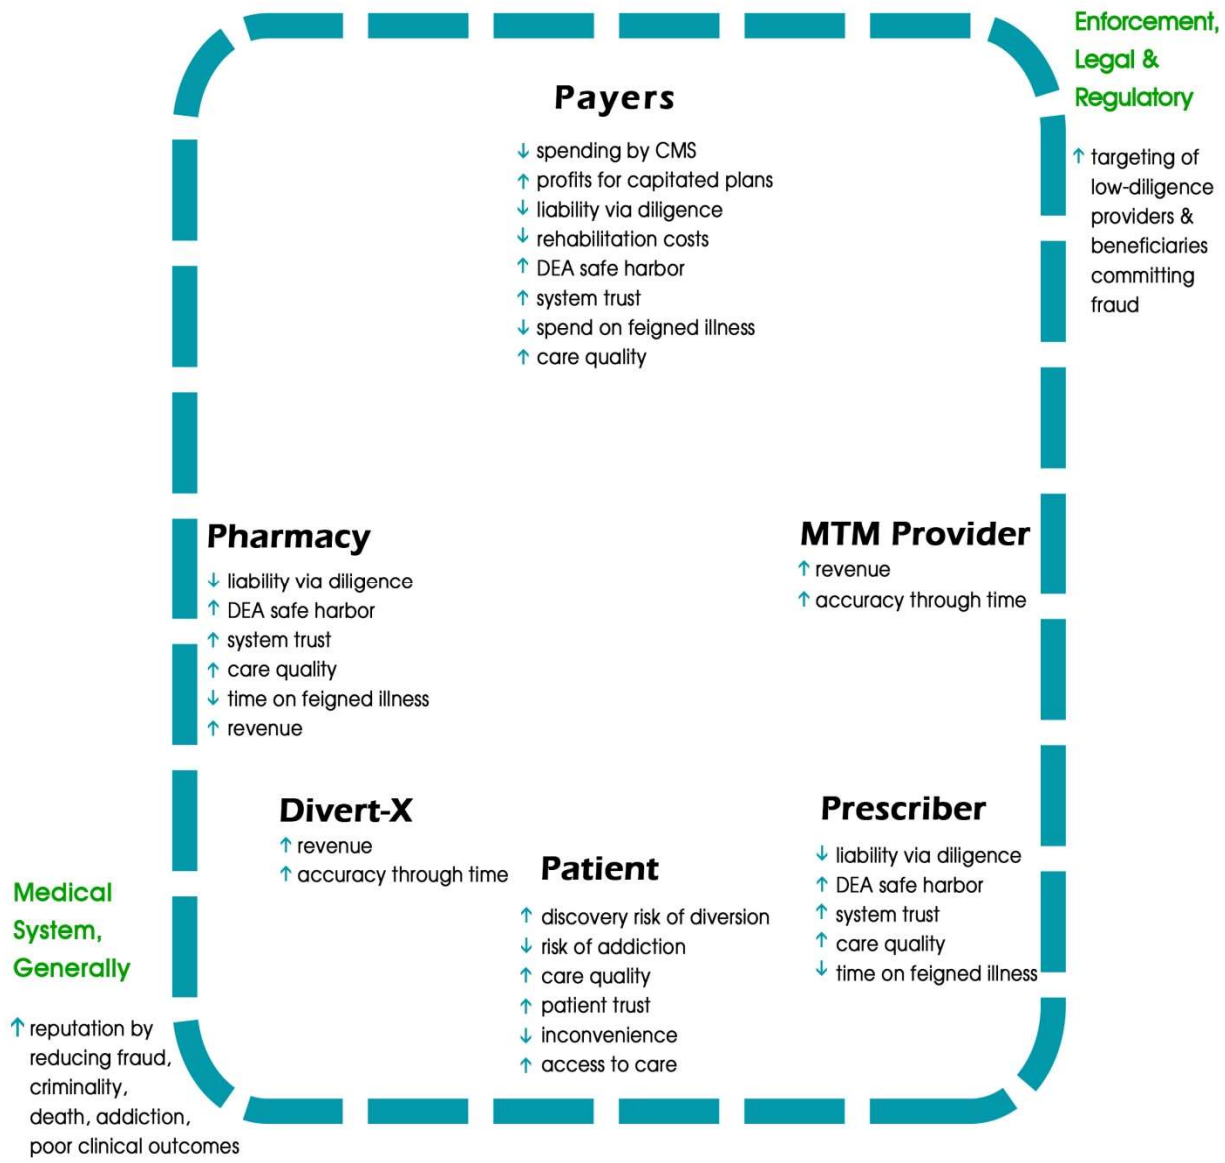 Enforcement,
Legal &
Regulatory
↑ targeting of
low-diligence
providers &
beneficiaries
committing
fraud
Payers
↓ spending by CMS
↑ profits for capitated plans
↓ liability via diligence
↓ rehabilitation costs
↑ DEA safe harbor
↑ system trust
↓ spend on feigned illness
↑ care quality
Pharmacy
↓ liability via diligence
↑ DEA safe harbor
↑ system trust
↑ care quality
↓ time on feigned illness
↑ revenue
MTM Provider
↑ revenue
↑ accuracy through time
Divert-X
↑ revenue
↑ accuracy through time
Patient
↑ discovery risk of diversion
↓ risk of addiction
↑ care quality
↑ patient trust
↓ inconvenience
↑ access to care
Prescriber
↓ liability via diligence
↑ DEA safe harbor
↑ system trust
↑ care quality
↓ time on feigned illness
Medical
System,
Generally
↑ reputation by
reducing fraud,
criminality,
death, addiction,
poor clinical outcomes